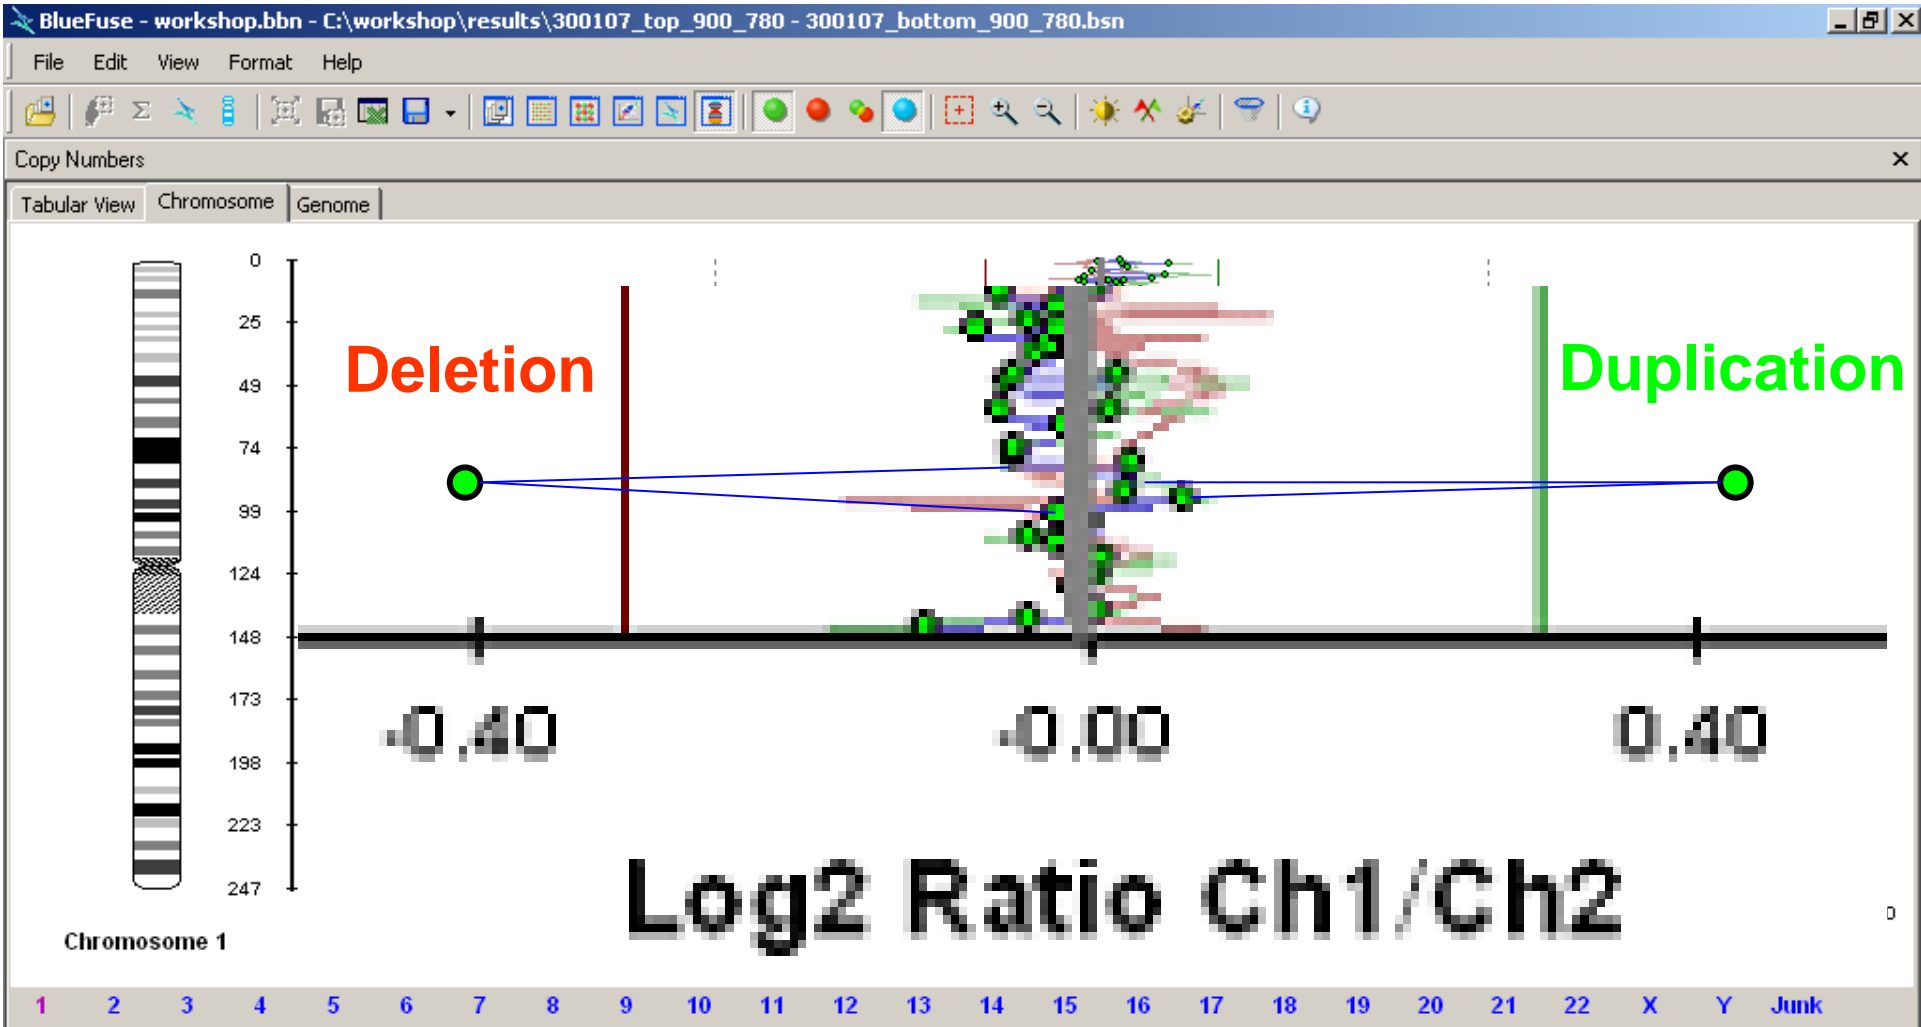 BlueFuse - workshop.bbn - C:\workshop\results\300107_top_900_780 - 300107_bottom_900_780.bsn
File Edit View Format Help
Copy Numbers
Tabular View Chromosome Genome
0
25
49
74
99
124
148
173
198
223
247
Deletion
Duplication
-0.40 -0.00 0.40
Log2 Ratio Ch1/Ch2
Chromosome 1
1 2 3 4 5 6 7 8 9 10 11 12 13 14 15 16 17 18 19 20 21 22 X Y Junk